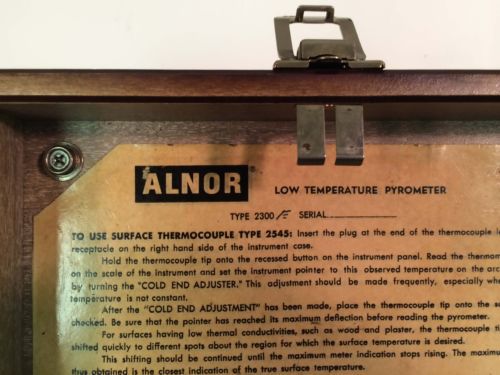 ALNOR LOW TEMPERATURE PYROMETER
TYPE 2300 SERIAL
TO USE SURFACE THERMOCOUPLE TYPE 2545: Insert the plug at the end of the thermocouple
receptacle on the right hand side of the instrument case.
Hold the thermocouple tip onto the recessed button on the instrument panel. Read the
on the scale of the instrument and set the instrument pointer to this observed temperature on the
by turning the "COLD END ADJUSTER." This adjustment should be made frequently, especially
temperature is not constant.
After the "COLD END ADJUSTMENT" has been made, place the thermocouple tip onto the
checked. Be sure that the pointer has reached its maximum deflection before reading the pyrometer.
For surfaces having low thermal conductivities, such as wood and plaster, the thermocouple
shifted quickly to different spots about the region for which the surface temperature is desired.
This shifting should be continued until the maximum meter indication stops rising. The
thus obtained is the closest indication of the true surface temperature.